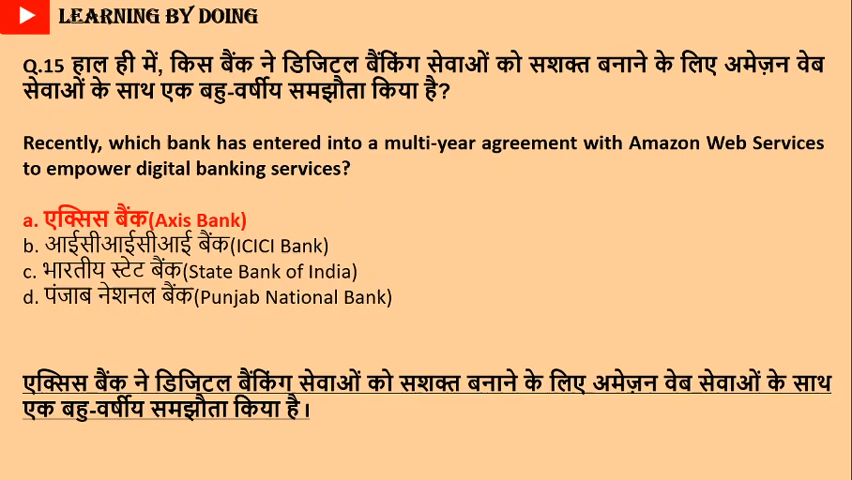 LEARNING BY DOING
Q.15 हाल ही में, किस बैंक ने डिजिटल बैंकिंग सेवाओं को सशक्त बनाने के लिए अमेज़न वेब
सेवाओं के साथ एक बहु-वर्षीय समझौता किया है?
Recently, which bank has entered into a multi-year agreement with Amazon Web Services
to empower digital banking services?
a. एक्सिस बैंक(Axis Bank)
b. आईसीआईसीआई बैंक(ICICI Bank)
c. भारतीय स्टेट बैंक(State Bank of India)
d. पंजाब नेशनल बैंक(Punjab National Bank)
एक्सिस बैंक ने डिजिटल बैंकिंग सेवाओं को सशक्त बनाने के लिए अमेज़न वेब सेवाओं के साथ
एक बहु-वर्षीय समझौता किया है।